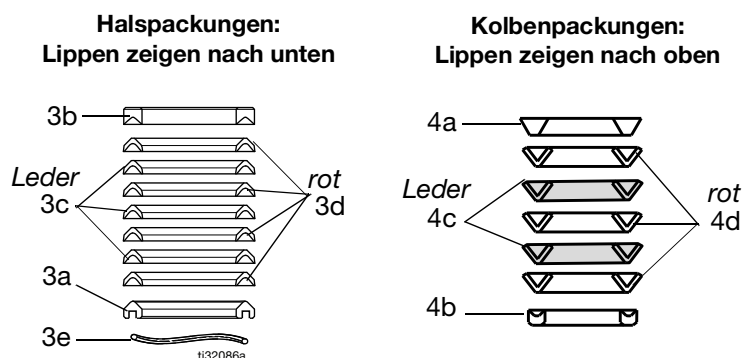 Halspackungen:
Lippen zeigen nach unten
3b
Leder
3c
rot
3d
3a
3e
ti32086a
Kolbenpackungen:
Lippen zeigen nach oben
4a
Leder
4c
rot
4d
4b